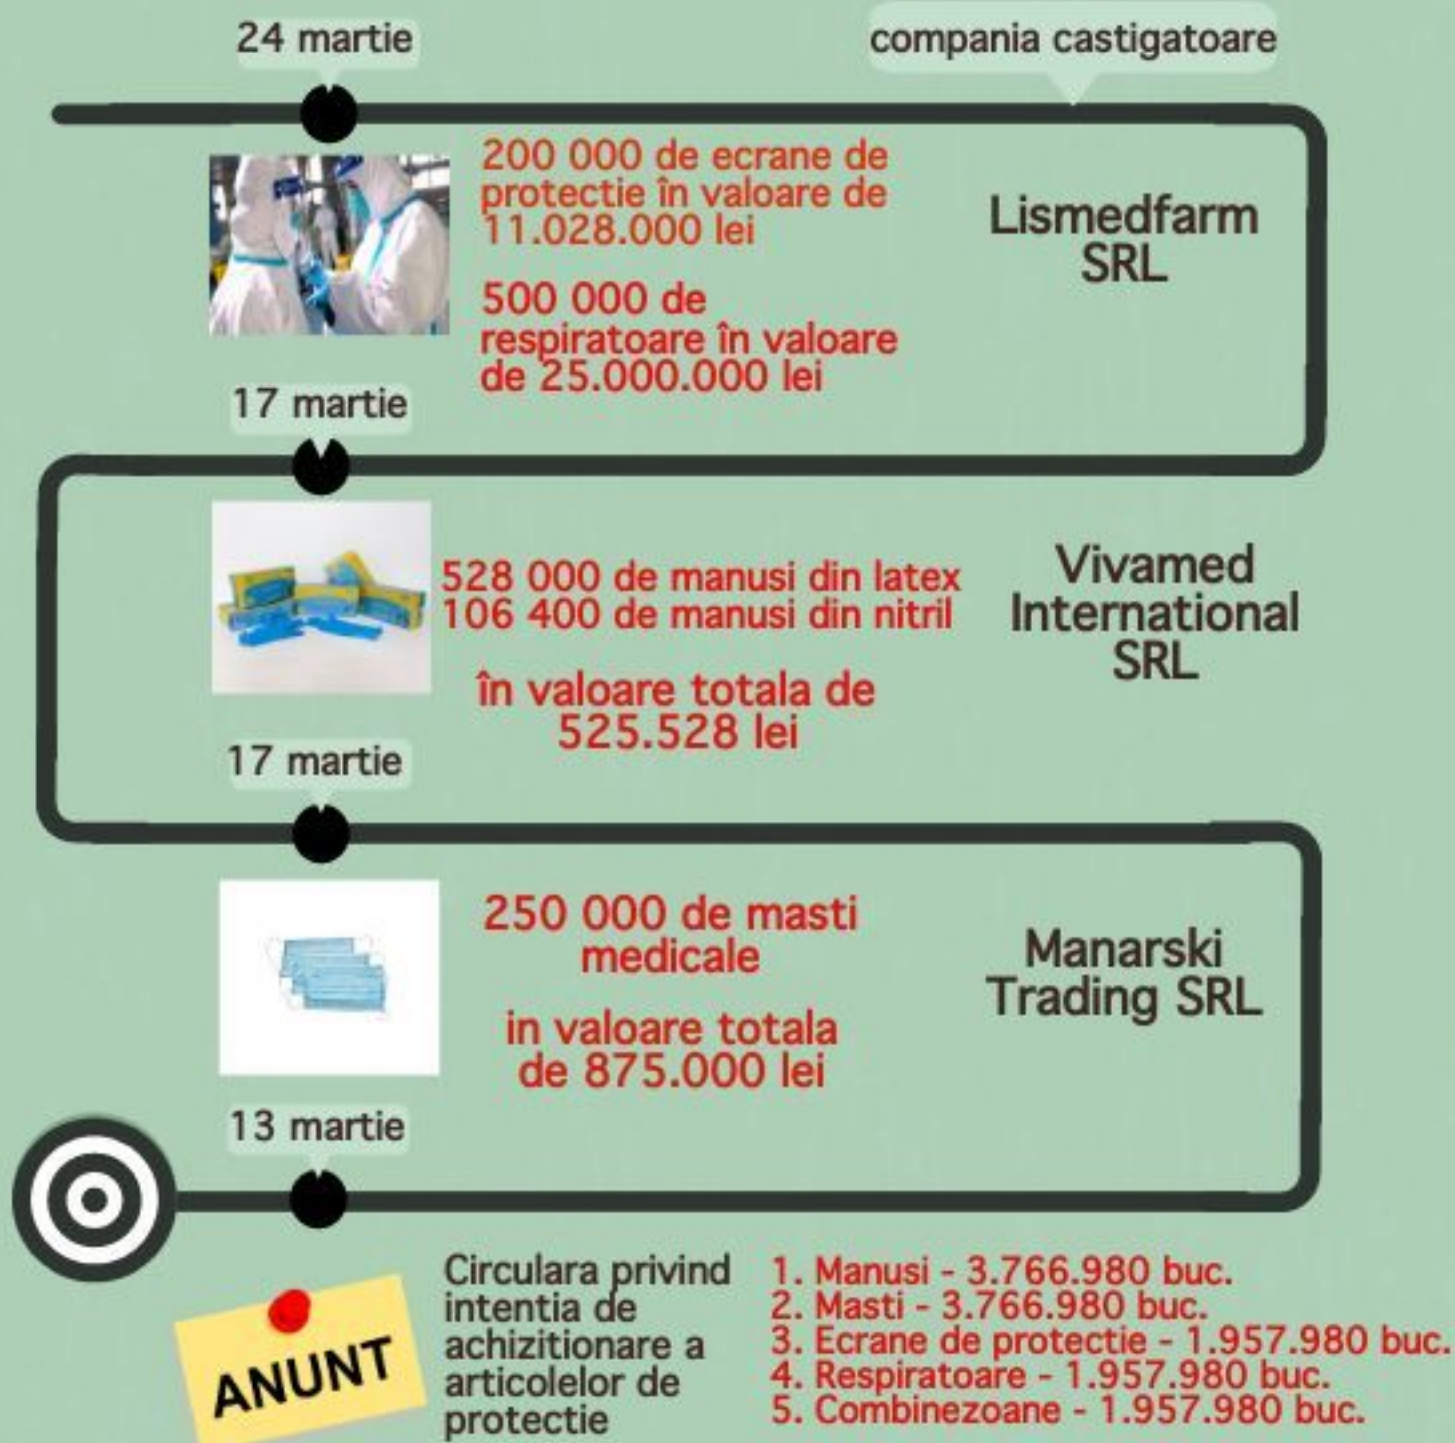 24 martie
compania castigatoare
200 000 de ecrane de
protectie în valoare de
11.028.000 lei
500 000 de
respiratoare în valoare
de 25.000.000 lei
Lismedfarm
SRL
17 martie
528 000 de manusi din latex
106 400 de manusi din nitril
în valoare totala de
525.528 lei
Vivamed
International
SRL
17 martie
250 000 de masti
medicale
in valoare totala
de 875.000 lei
Manarski
Trading SRL
13 martie
ANUNT
Circulara privind
intentia de
achizitionare a
articolelor de
protectie
1. Manusi - 3.766.980 buc.
2. Masti - 3.766.980 buc.
3. Ecrane de protectie - 1.957.980 buc.
4. Respiratoare - 1.957.980 buc.
5. Combinezoane - 1.957.980 buc.